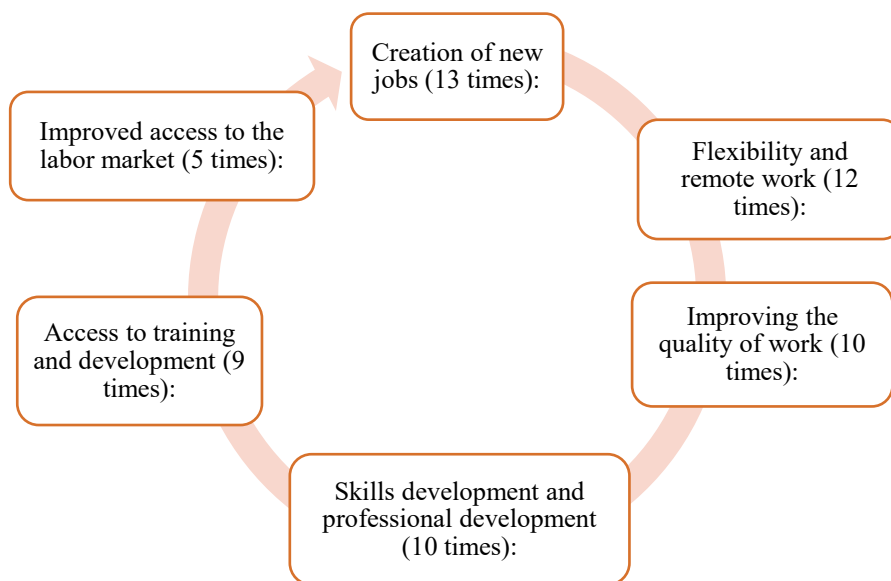 Creation of new
jobs (13 times):
Flexibility and
remote work (12
times):
Improving the
quality of work (10
times):
Skills development and
professional development
(10 times):
Access to training
and development (9
times):
Improved access to the
labor market (5 times):